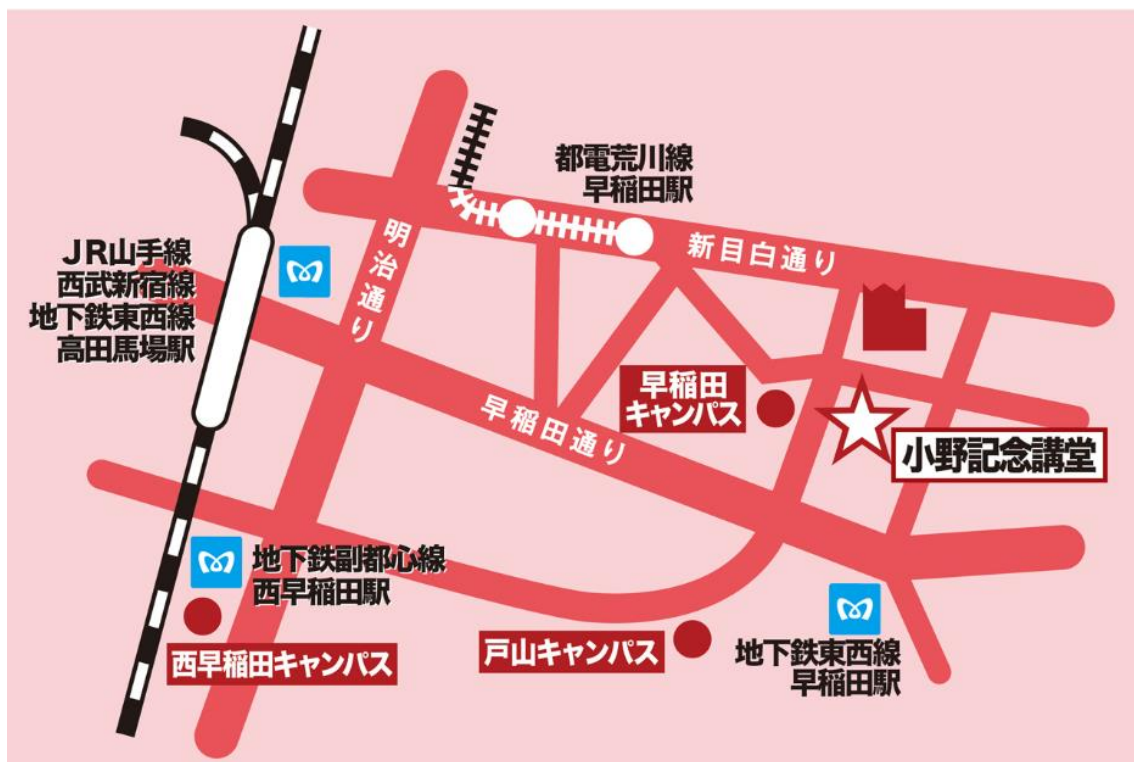 都電荒川線
早稲田駅
新目白通り
明治通り
JR山手線
西武新宿線
地下鉄東西線
高田馬場駅
早稲田通り
早稲田
キャンパス
小野記念講堂
地下鉄副都心線
西早稲田駅
西早稲田キャンパス
戸山キャンパス
地下鉄東西線
早稲田駅